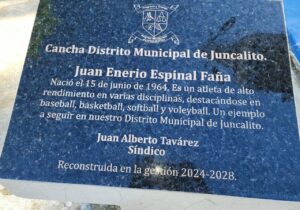 Cancha Distrito Municipal de Juncalito.
Juan Enerio Espinal Faña
Nació el 15 de junio de 1964, Es un atleta de alto
rendimiento en varias disciplinas, destacándose en
baseball, basketball, softball y voleyball. Un ejemplo
a seguir en nuestro Distrito Municipal de Juncalito.
Juan Alberto Tavárez
Síndico
Reconstruida en la gestión 2024-2028.